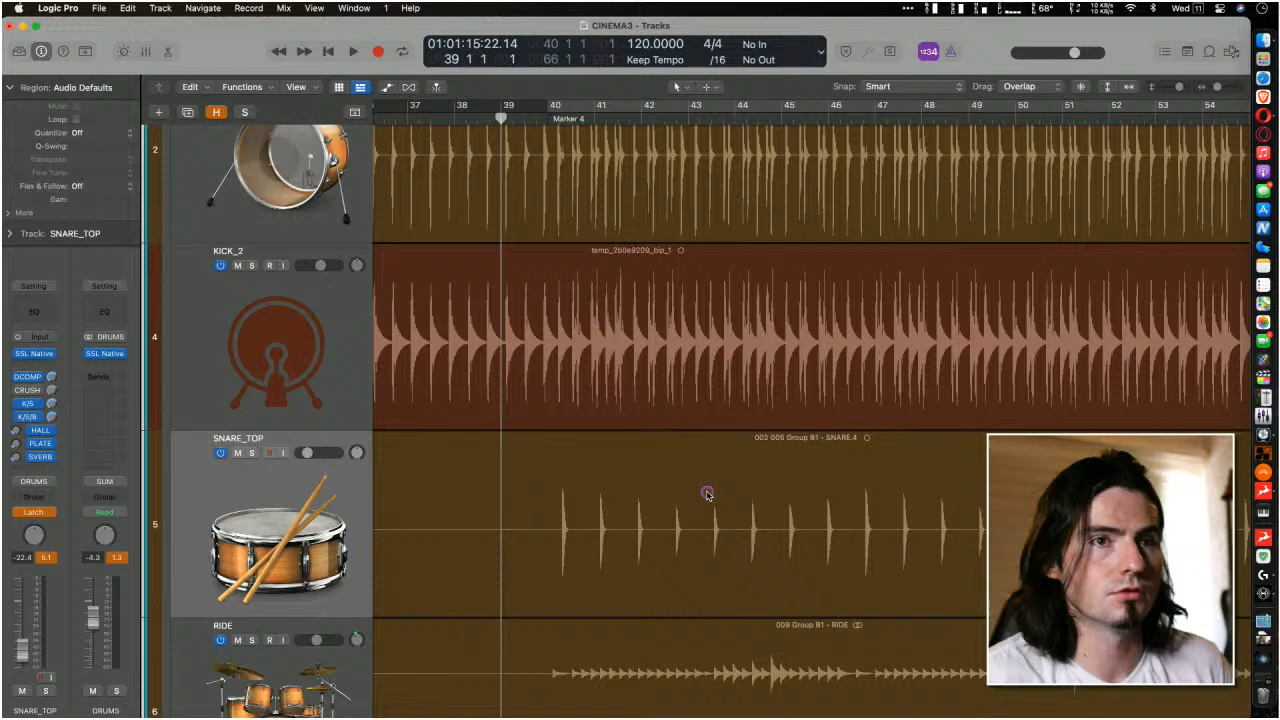 Logic Pro File Edit Track Navigate Record Mix View Window 1 Help
68° Wed 11
CINEMA3 - Tracks
01:01:15:22.14 40 1 1 1 120.0000 4/4 No In
39 1 1 1 66 1 1 1 Keep Tempo /16 No Out
1234
Region: Audio Defaults
Edit Functions View Snap: Smart Drag: Overlap
Mute:
Loop:
Quantize: Off
Q-Swing:
Transpose:
Fine Tune:
Flex & Follow: Off
Gain:
More
Track: SNARE_TOP
H S
37 38 39 40 41 42 43 44 45 46 47 48 49 50 51 52 53 54
Marker 4
2
KICK_2
M S R I
temp_2b0e9209_bip_1
4
SNARE_TOP
M S R I
002 005 Group B1 - SNARE.4
5
RIDE
M S R I
009 Group B1 - RIDE
6
Setting Setting
EQ EQ
Input DRUMS
SSL Native SSL Native
DCOMP Sends
CRUSH
K/S
K/S/B
HALL
PLATE
SVERB
DRUMS SUM
Group Group
Latch Read
-22.4 5.1 -4.3 1.3
R I
M S M S
SNARE_TOP DRUMS